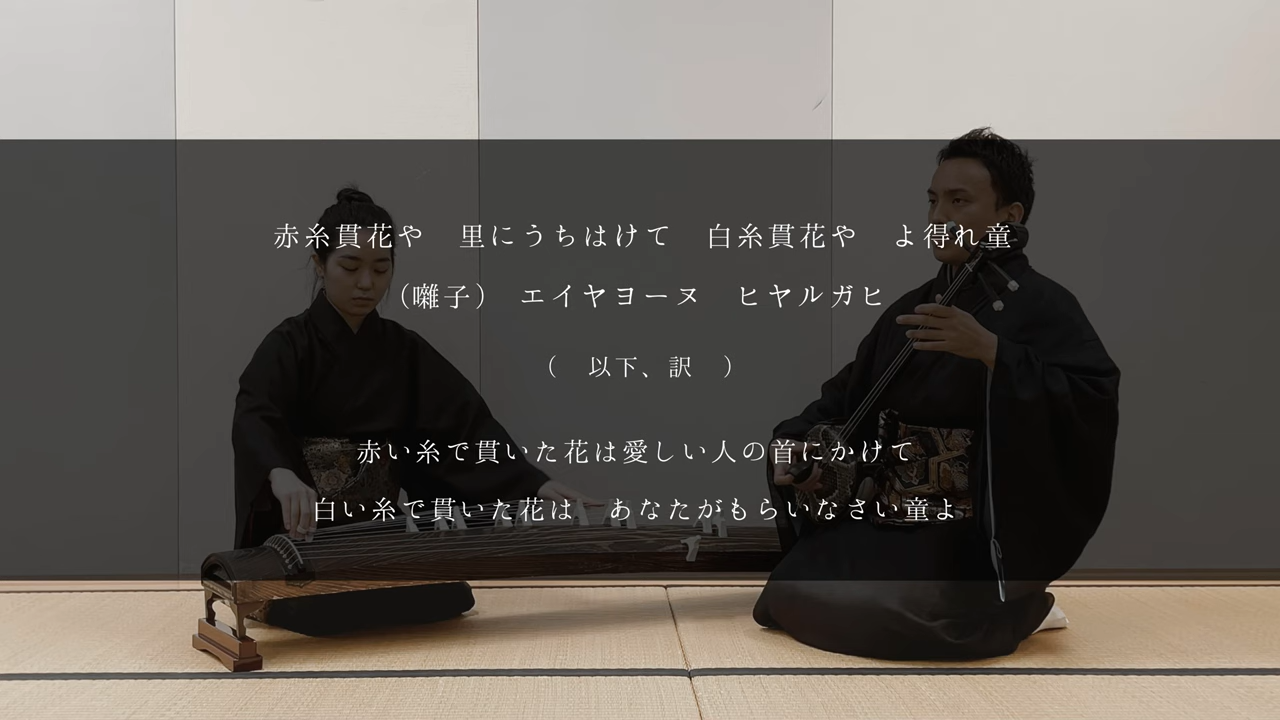 赤糸貫花や　里にうちはけて　白糸貫花や　よ得れ童
（囃子）　エイヤヨーヌ　ヒヤルガヒ
（　以下、訳　）
赤い糸で貫いた花は愛しい人の首にかけて
白い糸で貫いた花は　あなたがもらいなさい童よ